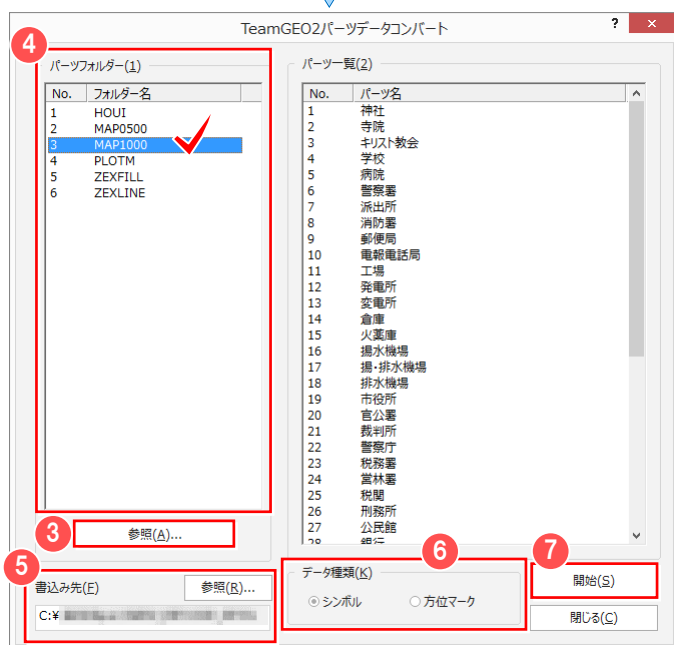 TeamGEO2パーツデータコンバート
?
×
4
パーツフォルダー(1)
No. フォルダー名
1 HOUI
2 MAP0500
3 MAP1000
4 PLOTM
5 ZEXFILL
6 ZEXLINE
3
参照(A)...
5
書込み先(F)
参照(R)...
C:¥
パーツ一覧(2)
No. パーツ名
1 神社
2 寺院
3 キリスト教会
4 学校
5 病院
6 警察署
7 派出所
8 消防署
9 郵便局
10 電報電話局
11 工場
12 発電所
13 変電所
14 倉庫
15 火薬庫
16 揚水機場
17 揚・排水機場
18 排水機場
19 市役所
20 官公署
21 裁判所
22 警察庁
23 税務署
24 営林署
25 税関
26 刑務所
27 公民館
28 銀行
6
データ種類(K)
シンボル 方位マーク
7
開始(S)
閉じる(C)